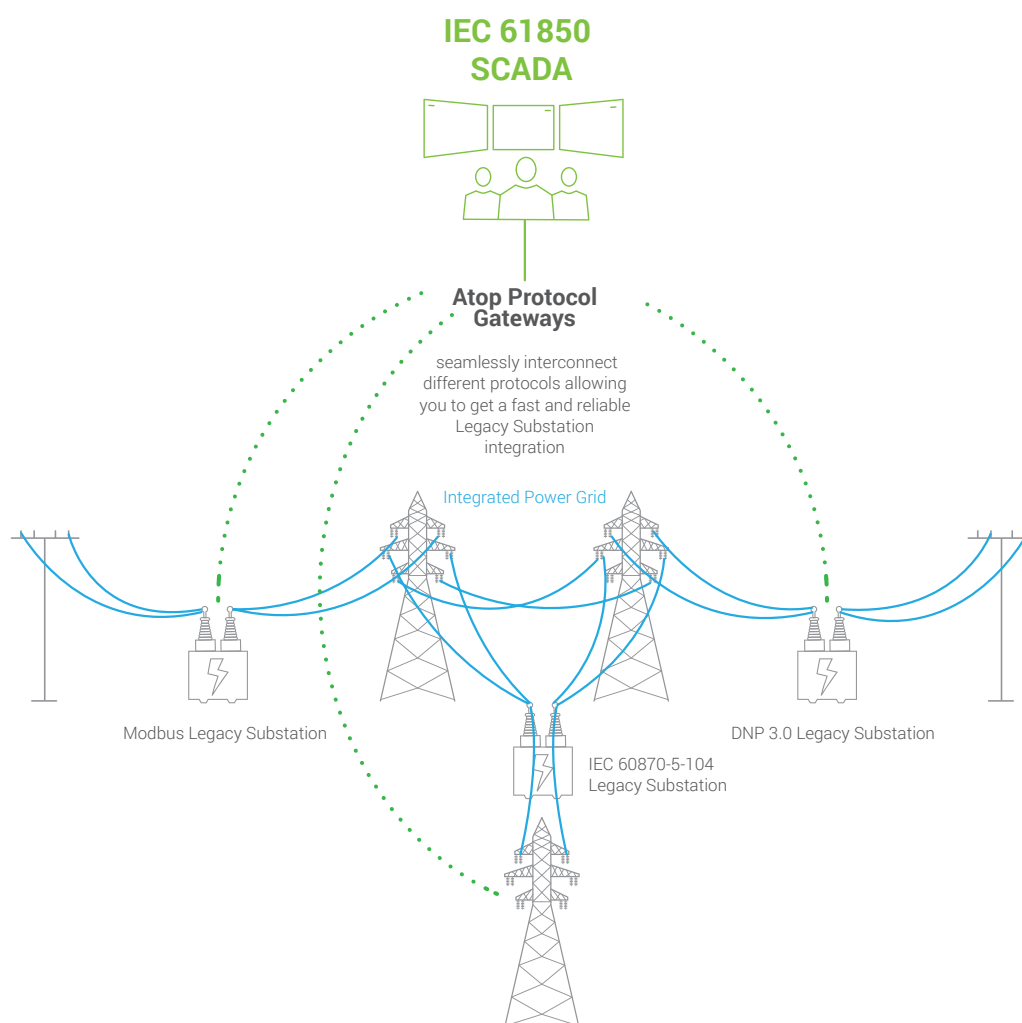 IEC 61850
SCADA
Atop Protocol
Gateways
seamlessly interconnect
different protocols allowing
you to get a fast and reliable
Legacy Substation
integration
Integrated Power Grid
Modbus Legacy Substation
DNP 3.0 Legacy Substation
IEC 60870-5-104
Legacy Substation